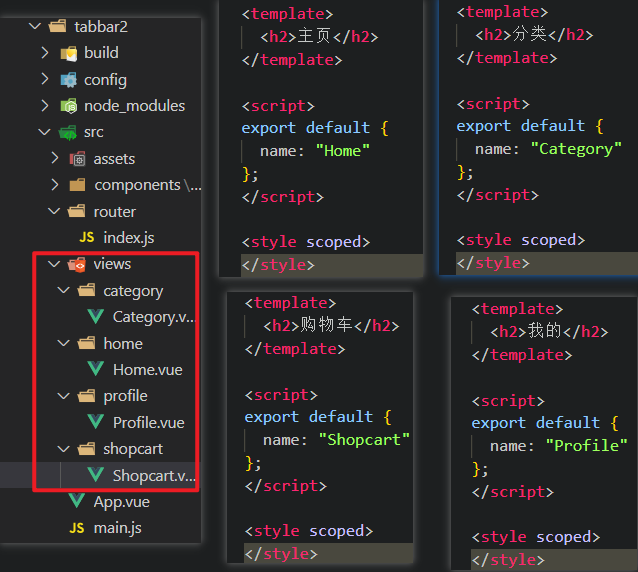 tabbar2
build
config
node_modules
src
assets
components\...
router
JS index.js
views
category
Category.v...
home
Home.vue
profile
Profile.vue
shopcart
Shopcart.v...
App.vue
JS main.js
<template>
<h2>主页</h2>
</template>
<script>
export default {
name: "Home"
};
</script>
<style scoped>
</style>
<template>
<h2>分类</h2>
</template>
<script>
export default {
name: "Category"
};
</script>
<style scoped>
</style>
<template>
<h2>购物车</h2>
</template>
<script>
export default {
name: "Shopcart"
};
</script>
<style scoped>
</style>
<template>
<h2>我的</h2>
</template>
<script>
export default {
name: "Profile"
};
</script>
<style scoped>
</style>